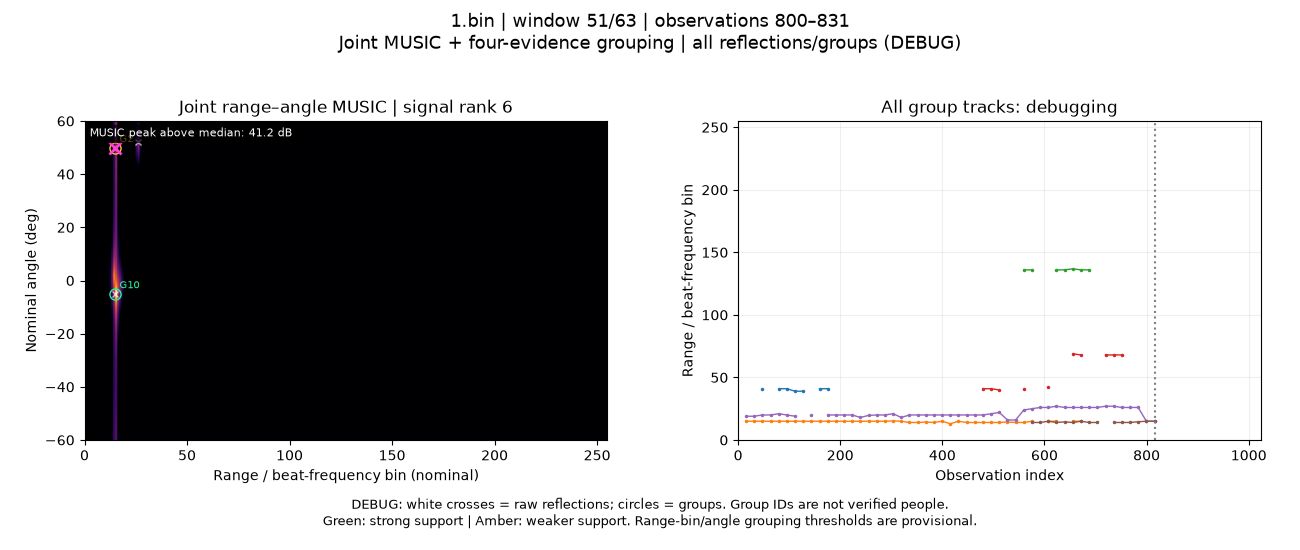 1.bin | window 51/63 | observations 800–831
Joint MUSIC + four-evidence grouping | all reflections/groups (DEBUG)
Joint range–angle MUSIC | signal rank 6
MUSIC peak above median: 41.2 dB
G10
60
40
20
0
−20
−40
−60
Nominal angle (deg)
0
50
100
150
200
250
Range / beat-frequency bin (nominal)
All group tracks: debugging
250
200
150
100
50
0
Range / beat-frequency bin
0
200
400
600
800
1000
Observation index
DEBUG: white crosses = raw reflections; circles = groups. Group IDs are not verified people.
Green: strong support | Amber: weaker support. Range-bin/angle grouping thresholds are provisional.